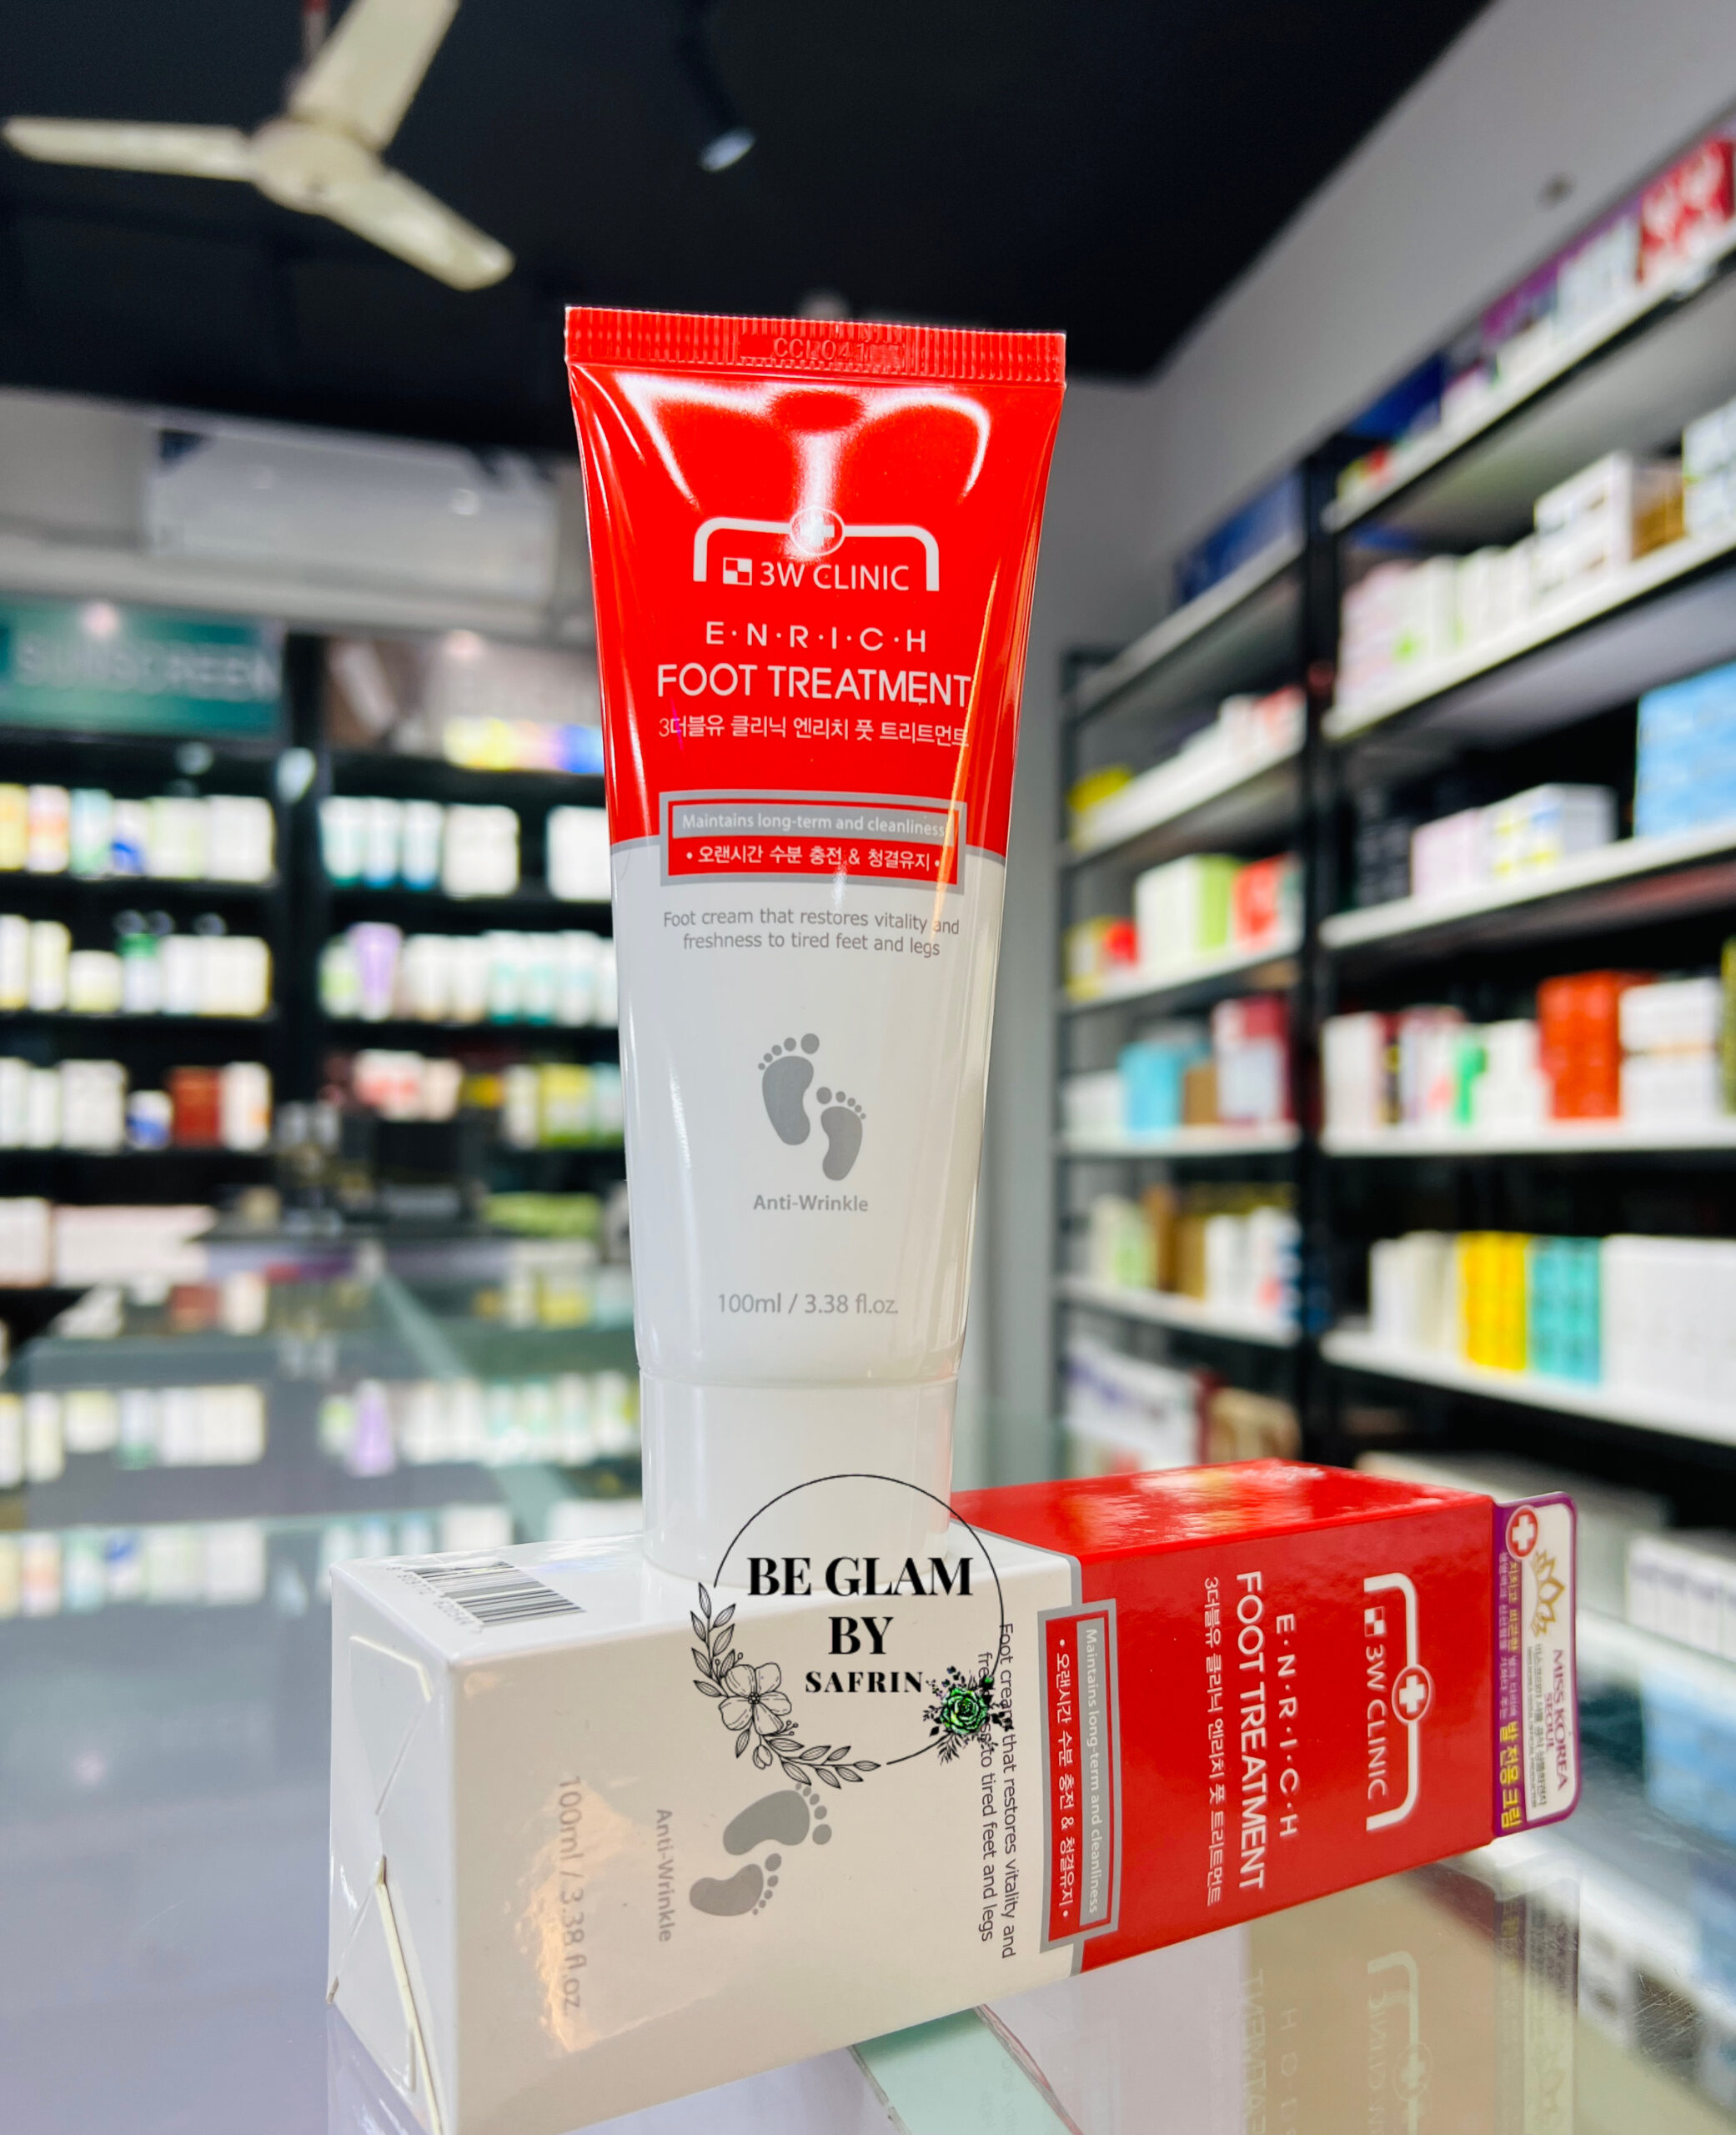 CCL041
3W CLINIC
E·N·R·I·C·H
FOOT TREATMENT
3더블유 클리닉 엔리치 풋 트리트먼트
Maintains long-term and cleanliness
• 오랜시간 수분 충전 & 청결유지 •
Foot cream that restores vitality and
freshness to tired feet and legs
Anti-Wrinkle
100ml / 3.38 fl.oz.
SUNSCREEN
BE GLAM
BY
SAFRIN
3W CLINIC
E·N·R·I·C·H
FOOT TREATMENT
3더블유 클리닉 엔리치 풋 트리트먼트
Maintains long-term and cleanliness
• 오랜시간 수분 충전 & 청결유지 •
Foot cream that restores vitality and
to tired feet and legs
Anti-Wrinkle
100ml / 3.38 fl.oz.
MISS KOREA
SEOUL
발 전용 크림